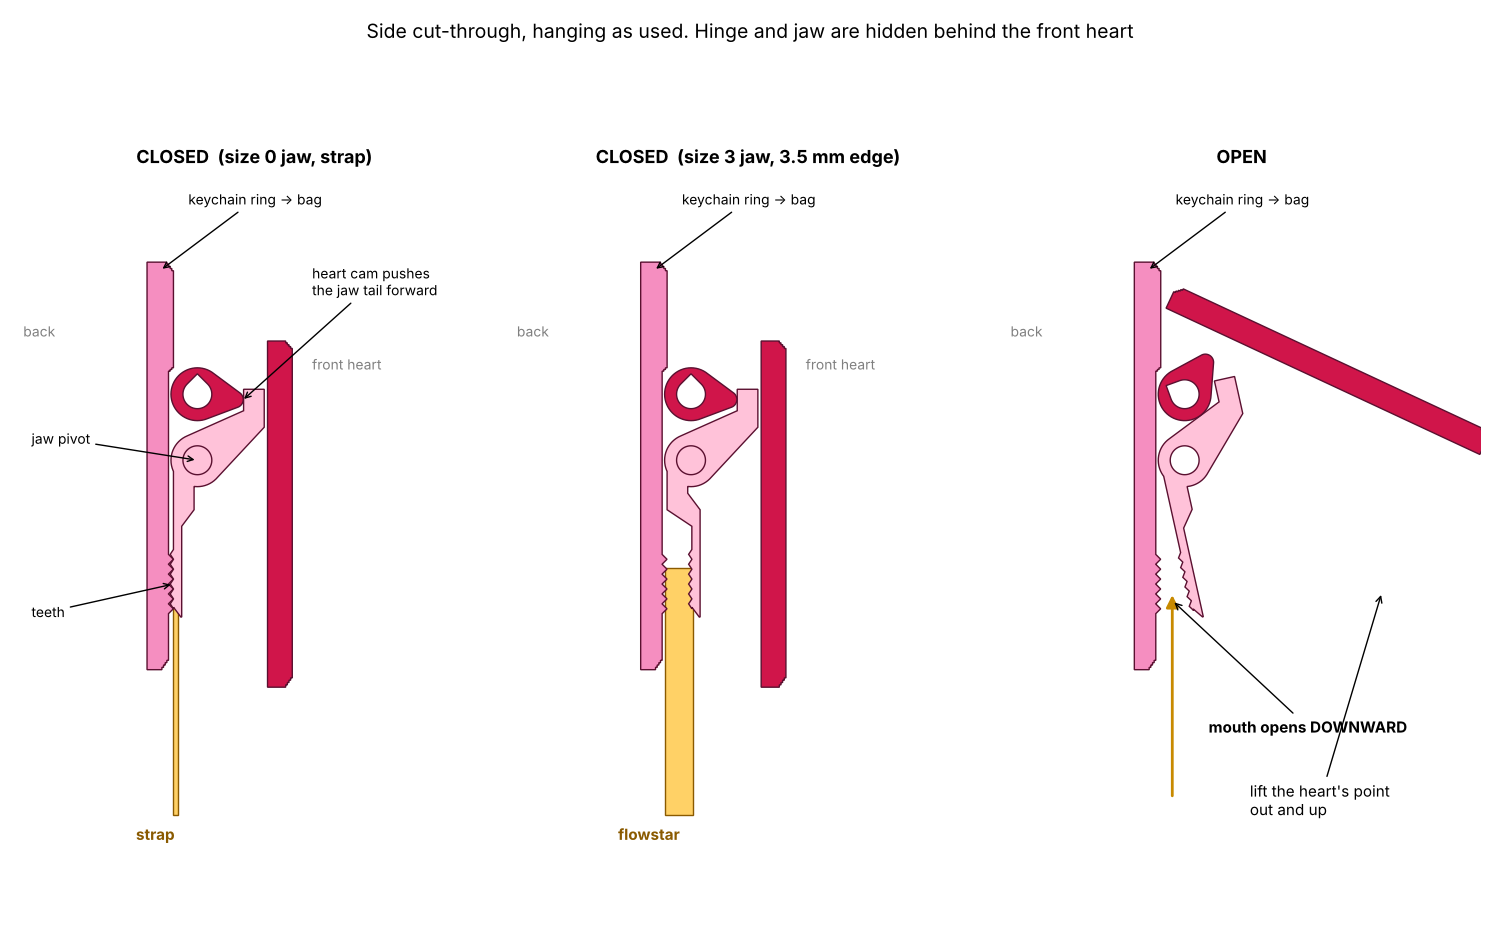 Side cut-through, hanging as used. Hinge and jaw are hidden behind the front heart
CLOSED (size 0 jaw, strap)
keychain ring → bag
heart cam pushes
the jaw tail forward
back
front heart
jaw pivot
teeth
strap
CLOSED (size 3 jaw, 3.5 mm edge)
keychain ring → bag
back
front heart
flowstar
OPEN
keychain ring → bag
back
mouth opens DOWNWARD
lift the heart's point
out and up